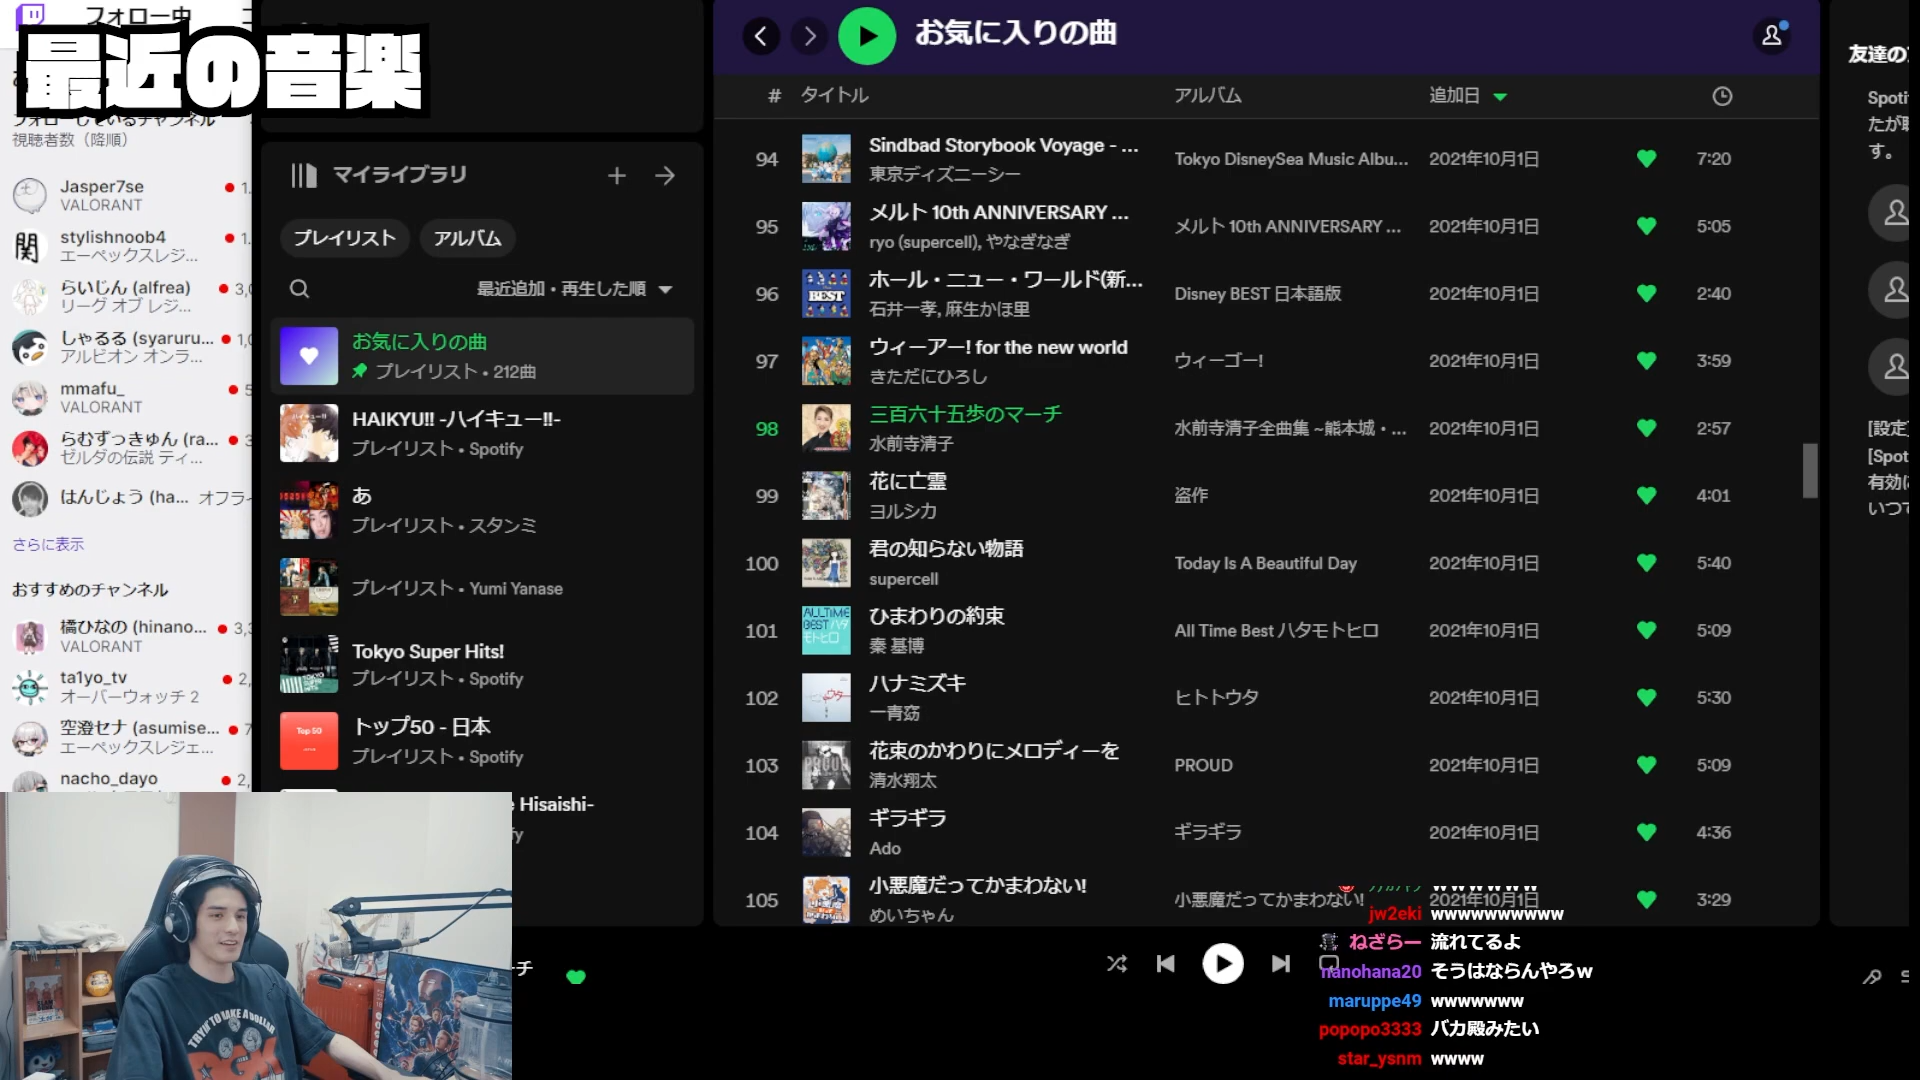 フォロー中
最近の音楽
フォローしているチャンネル
視聴者数（降順）
Jasper7se
VALORANT
stylishnoob4
エーペックスレジ...
らいじん (alfrea)
リーグ オブ レジ...
しゃるる (syaruru...
アルビオン オンラ...
mmafu_
VALORANT
らむずっきゅん (ra...
ゼルダの伝説 ティ...
はんじょう (ha...
オフラ
さらに表示
おすすめのチャンネル
橘ひなの (hinano...
VALORANT
ta1yo_tv
オーバーウォッチ 2
空澄セナ (asumise...
エーペックスレジェ...
nacho_dayo
マイライブラリ
プレイリスト
アルバム
最近追加・再生した順
お気に入りの曲
プレイリスト • 212曲
HAIKYU!! -ハイキュー!!-
プレイリスト • Spotify
あ
プレイリスト • スタンミ
プレイリスト • Yumi Yanase
Tokyo Super Hits!
プレイリスト • Spotify
トップ50 - 日本
プレイリスト • Spotify
Hisaishi-
お気に入りの曲
# タイトル アルバム 追加日
94 Sindbad Storybook Voyage - ... Tokyo DisneySea Music Albu... 2021年10月1日 7:20
東京ディズニーシー
95 メルト 10th ANNIVERSARY ... メルト 10th ANNIVERSARY ... 2021年10月1日 5:05
ryo (supercell), やなぎなぎ
96 ホール・ニュー・ワールド(新... Disney BEST 日本語版 2021年10月1日 2:40
石井一孝, 麻生かほ里
97 ウィーアー! for the new world ウィーゴー! 2021年10月1日 3:59
きただにひろし
98 三百六十五歩のマーチ 水前寺清子全曲集 ~熊本城・... 2021年10月1日 2:57
水前寺清子
99 花に亡霊 盗作 2021年10月1日 4:01
ヨルシカ
100 君の知らない物語 Today Is A Beautiful Day 2021年10月1日 5:40
supercell
101 ひまわりの約束 All Time Best ハタモトヒロ 2021年10月1日 5:09
秦 基博
102 ハナミズキ ヒトトウタ 2021年10月1日 5:30
一青窈
103 花束のかわりにメロディーを PROUD 2021年10月1日 5:09
清水翔太
104 ギラギラ ギラギラ 2021年10月1日 4:36
Ado
105 小悪魔だってかまわない! 小悪魔だってかまわない! 2021年10月1日 3:29
めいちゃん
友達の
Spoti
たが聴
す。
[設定]
[Spot
有効に
いつて
jw2eki wwwwwwwwww
ねぎらー 流れてるよ
nanohana20 そうはならんやろw
maruppe49 wwwwwww
popopo3333 バカ殿みたい
star_ysnm wwww